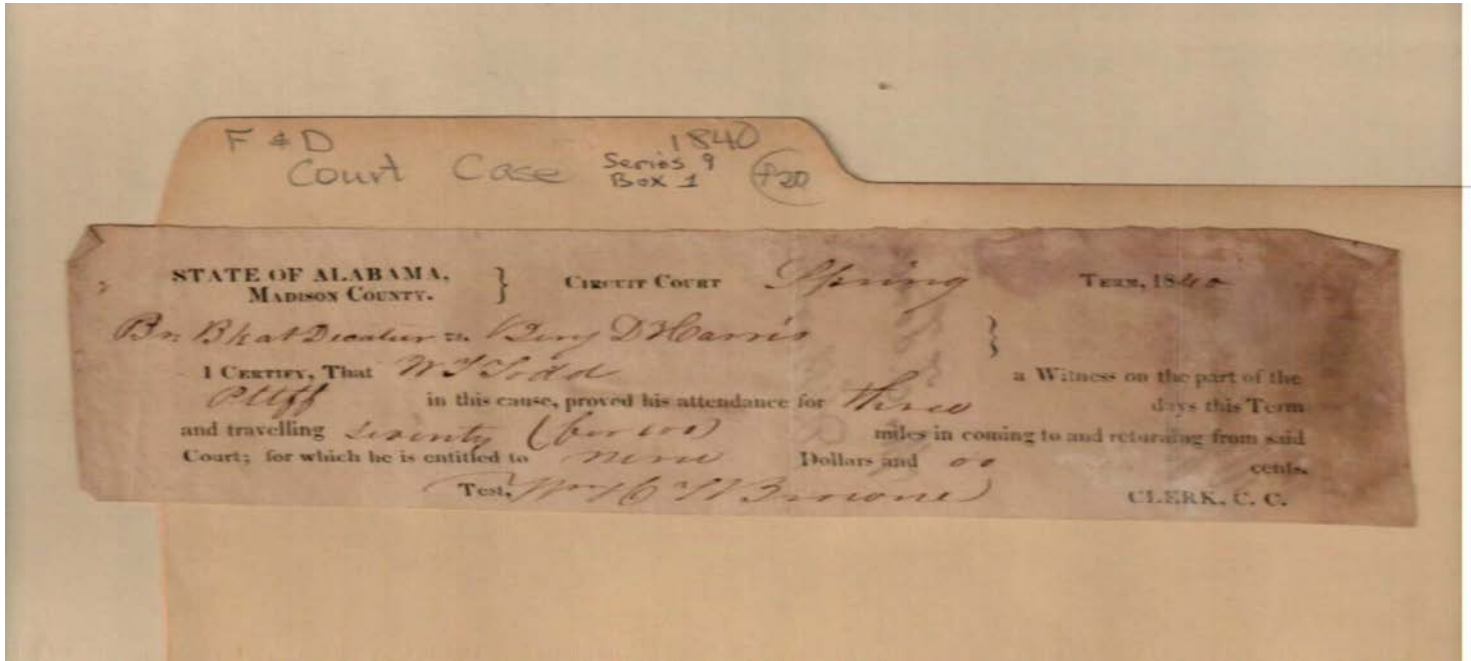 F & D 1840
Court Case Series 9
Box 1 P20
STATE OF ALABAMA, } CIRCUIT COURT Spring TERM, 1840
MADISON COUNTY.
Br. Bk at Decatur vs. Benj D Harris }
I CERTIFY, That W T Todd a Witness on the part of the
Pltff in this cause, proved his attendance for three days this Term
and travelling seventy miles in coming to and returning from said
Court; for which he is entitled to nine Dollars and 00 cents.
Test, Wm H T Browne CLERK, C. C.